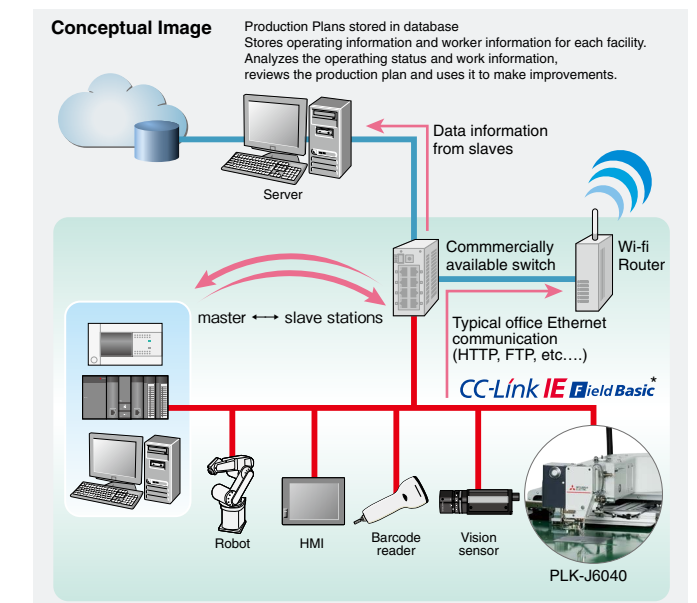 Conceptual Image
Production Plans stored in database
Stores operating information and worker information for each facility.
Analyzes the operathing status and work information,
reviews the production plan and uses it to make improvements.
Data information
from slaves
Server
Commmercially
available switch
Wi-fi
Router
master ⟷ slave stations
Typical office Ethernet
communication
(HTTP, FTP, etc....)
CC-Link IE Field Basic*
Robot
HMI
Barcode
reader
Vision
sensor
PLK-J6040